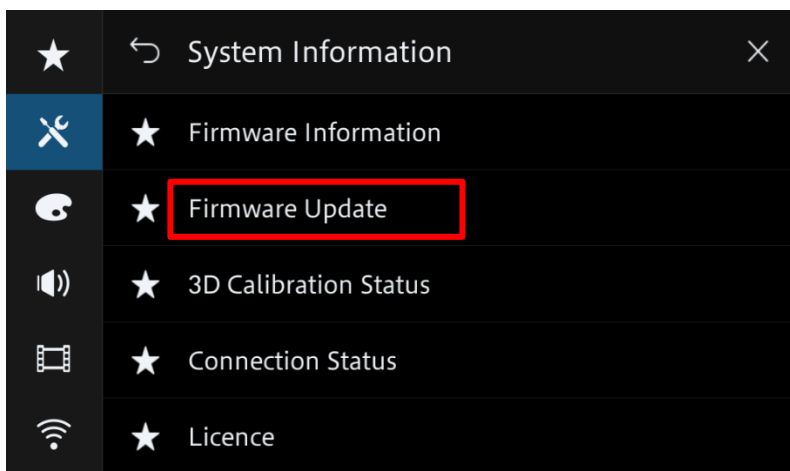 System Information
Firmware Information
Firmware Update
3D Calibration Status
Connection Status
Licence